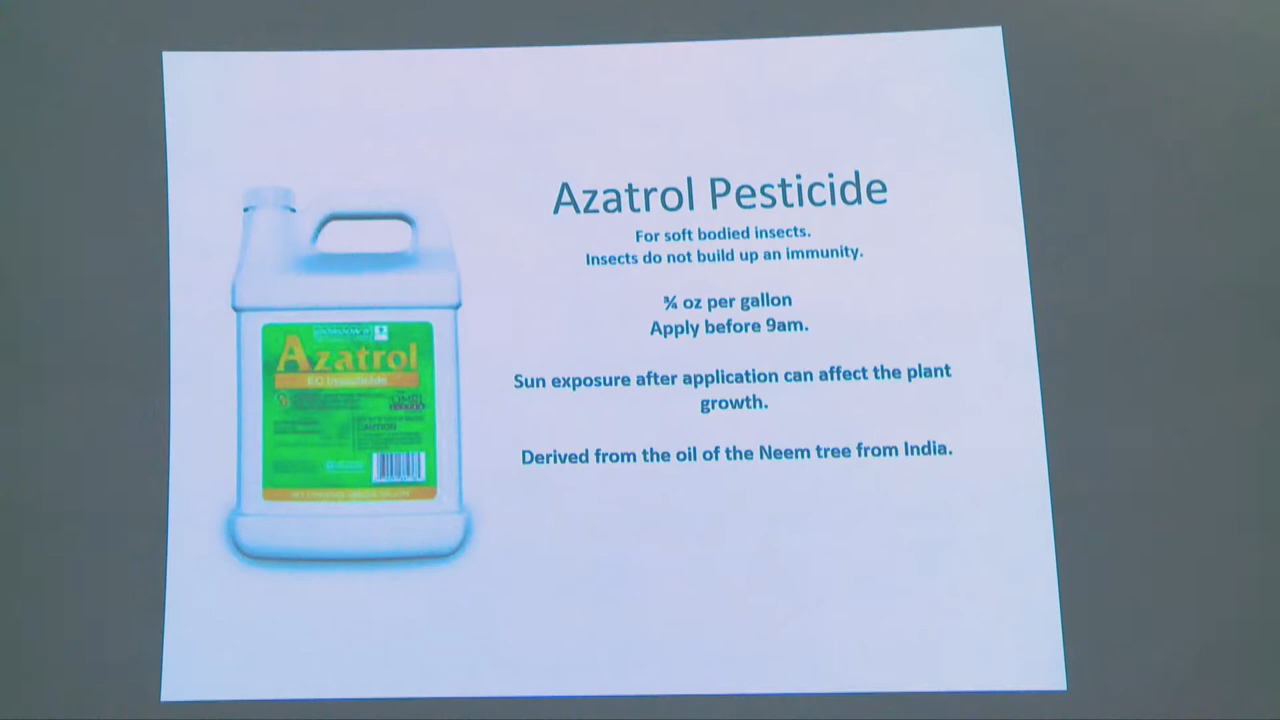 Azatrol Pesticide
For soft bodied insects.
Insects do not build up an immunity.
¾ oz per gallon
Apply before 9am.
Sun exposure after application can affect the plant
growth.
Derived from the oil of the Neem tree from India.
Azatrol
EC Insecticide
OMRI
CAUTION